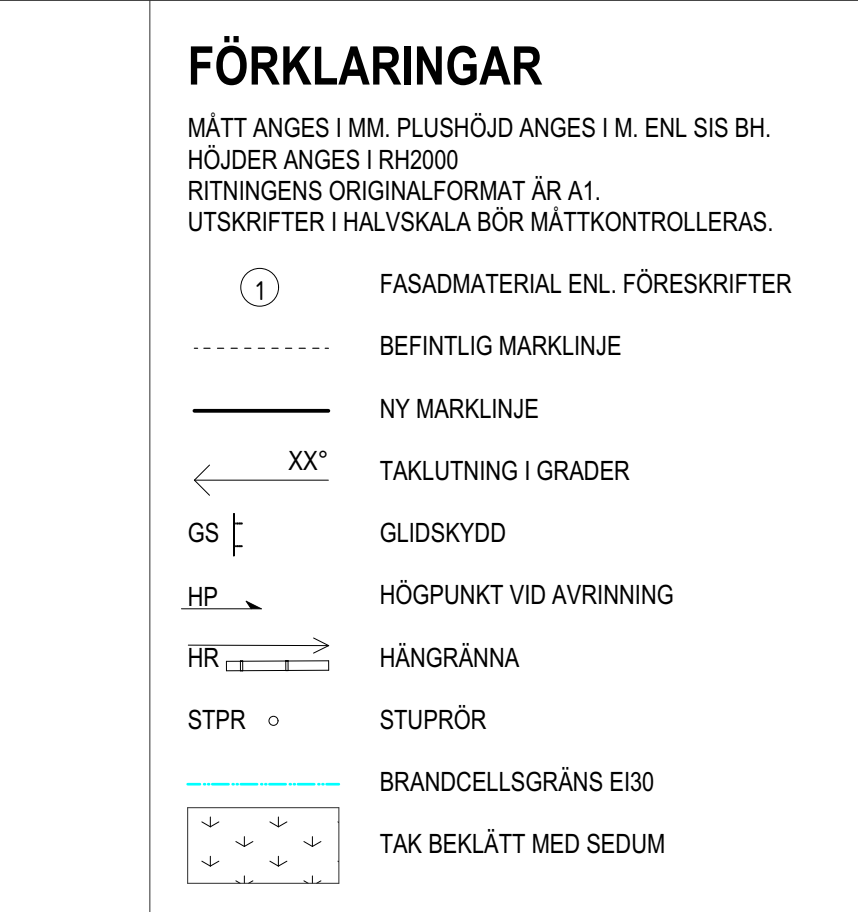 FÖRKLARINGAR
MÅTT ANGES I MM. PLUSHÖJD ANGES I M. ENL SIS BH.
HÖJDER ANGES I RH2000
RITNINGENS ORIGINALFORMAT ÄR A1.
UTSKRIFTER I HALVSKALA BÖR MÅTTKONTROLLERAS.
1 FASADMATERIAL ENL. FÖRESKRIFTER
BEFINTLIG MARKLINJE
NY MARKLINJE
XX° TAKLUTNING I GRADER
GS GLIDSKYDD
HP HÖGPUNKT VID AVRINNING
HR HÄNGRÄNNA
STPR STUPRÖR
BRANDCELLSGRÄNS EI30
TAK BEKLÄTT MED SEDUM